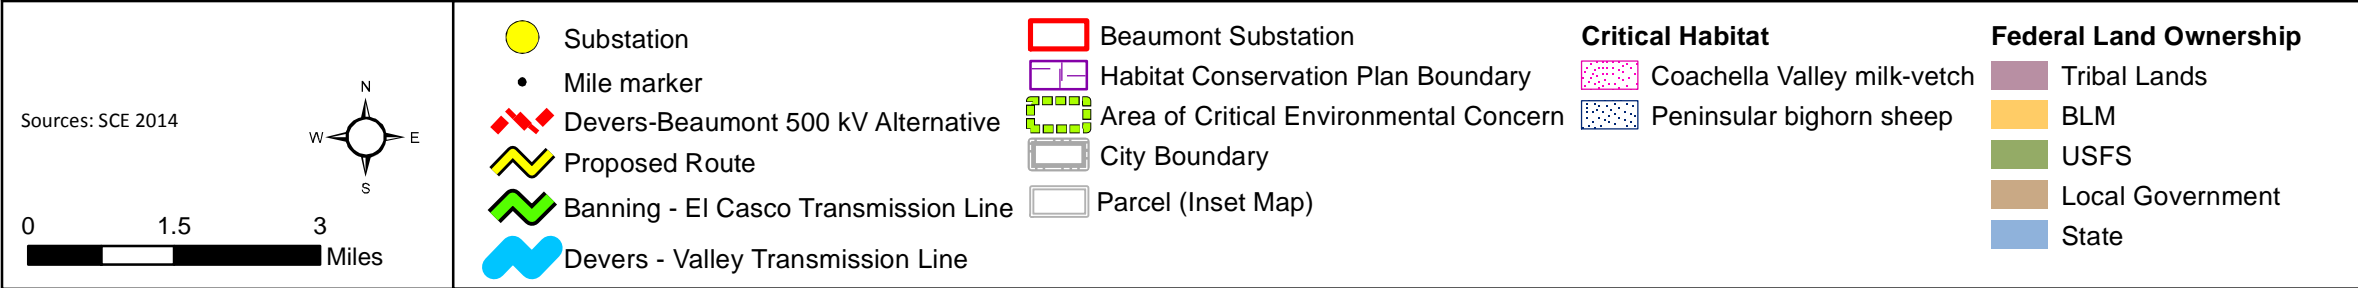 Sources: SCE 2014
N
W
E
S
0 1.5 3
Miles
Substation
Mile marker
Devers-Beaumont 500 kV Alternative
Proposed Route
Banning - El Casco Transmission Line
Devers - Valley Transmission Line
Beaumont Substation
Habitat Conservation Plan Boundary
Area of Critical Environmental Concern
City Boundary
Parcel (Inset Map)
Critical Habitat
Coachella Valley milk-vetch
Peninsular bighorn sheep
Federal Land Ownership
Tribal Lands
BLM
USFS
Local Government
State